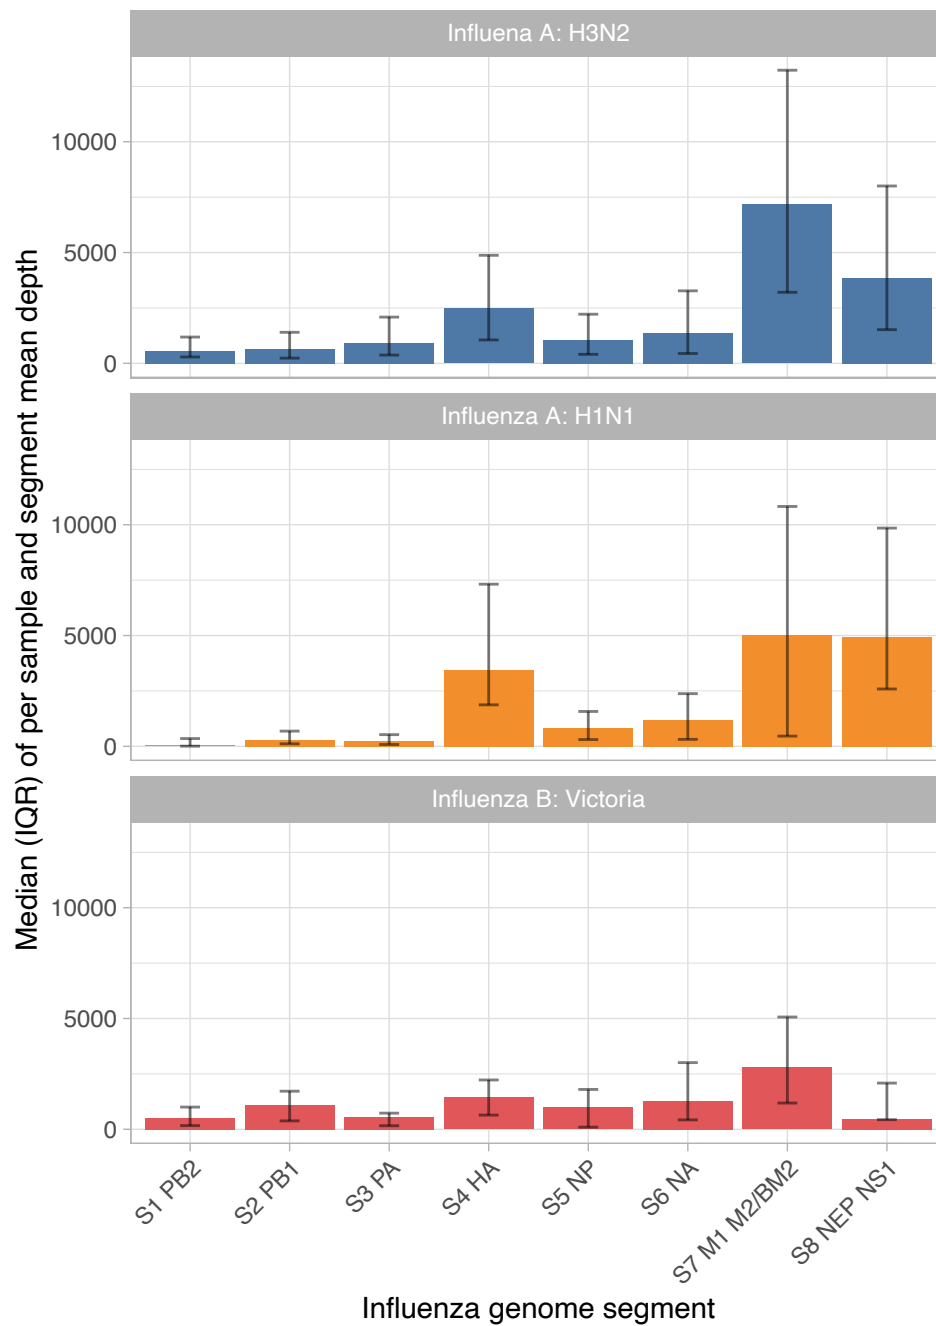 Influena A: H3N2
10000
5000
0
Influenza A: H1N1
10000
5000
0
Influenza B: Victoria
10000
5000
0
Median (IQR) of per sample and segment mean depth
S1 PB2
S2 PB1
S3 PA
S4 HA
S5 NP
S6 NA
S7 M1 M2/BM2
S8 NEP NS1
Influenza genome segment